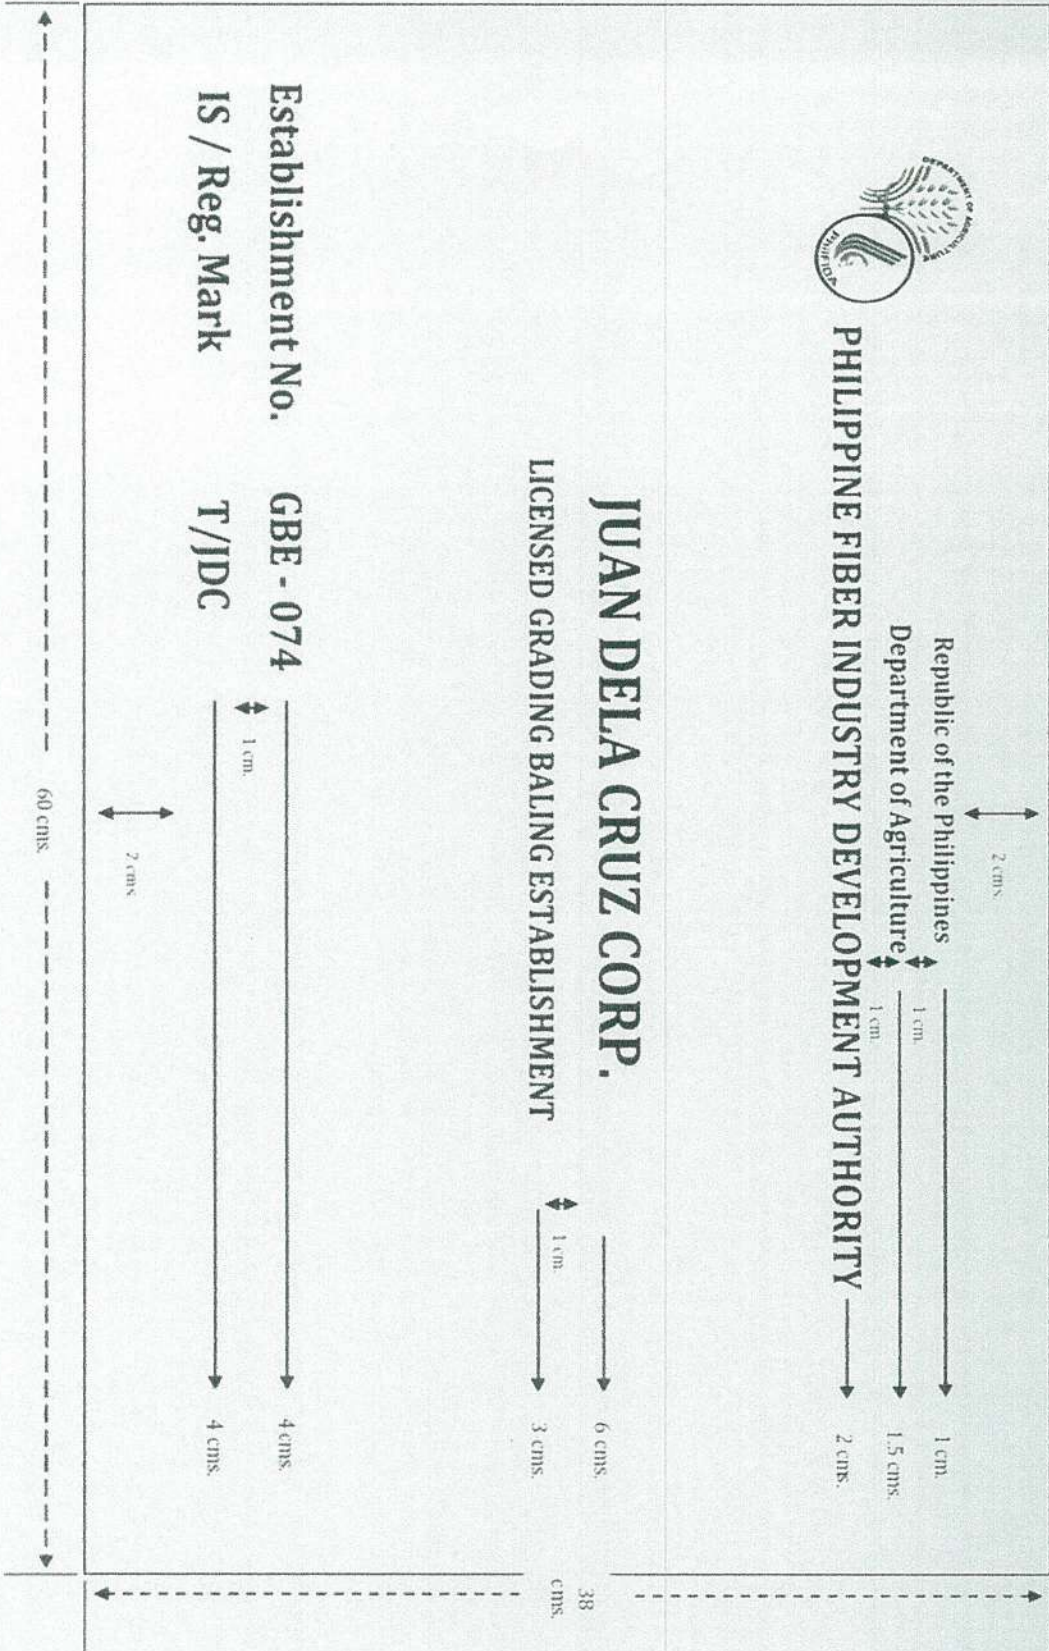 2 cms.
DEPARTMENT OF AGRICULTURE
Republic of the Philippines
1 cm.
1 cm.
Department of Agriculture
1 cm.
1.5 cms.
PHILIPPINE FIBER INDUSTRY DEVELOPMENT AUTHORITY
2 cms.
JUAN DELA CRUZ CORP.
6 cms.
1 cm.
LICENSED GRADING BALING ESTABLISHMENT
3 cms.
38
cms.
Establishment No. GBE - 074
4 cms.
1 cm.
IS / Reg. Mark T/JDC
4 cms.
2 cms
60 cms.